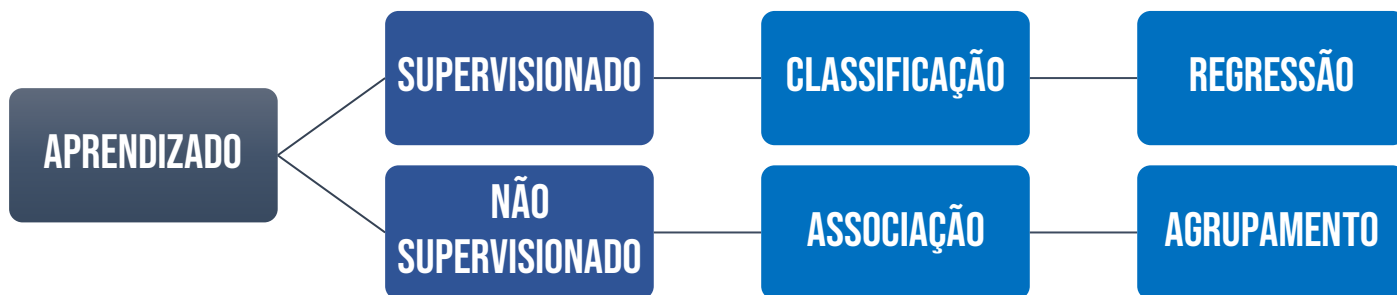 SUPERVISIONADO
CLASSIFICAÇÃO
REGRESSÃO
APRENDIZADO
NÃO
SUPERVISIONADO
ASSOCIAÇÃO
AGRUPAMENTO